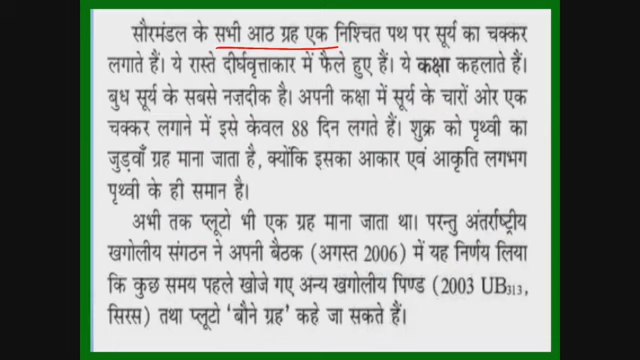 सौरमंडल के सभी आठ ग्रह एक निश्चित पथ पर सूर्य का चक्कर
लगाते हैं। ये रास्ते दीर्घवृत्ताकार में फैले हुए हैं। ये कक्षा कहलाते हैं।
बुध सूर्य के सबसे नज़दीक है। अपनी कक्षा में सूर्य के चारों ओर एक
चक्कर लगाने में इसे केवल 88 दिन लगते हैं। शुक्र को पृथ्वी का
जुड़वाँ ग्रह माना जाता है, क्योंकि इसका आकार एवं आकृति लगभग
पृथ्वी के ही समान है।
अभी तक प्लूटो भी एक ग्रह माना जाता था। परन्तु अंतर्राष्ट्रीय
खगोलीय संगठन ने अपनी बैठक (अगस्त 2006) में यह निर्णय लिया
कि कुछ समय पहले खोजे गए अन्य खगोलीय पिण्ड (2003 UB₃₁₃,
सिरस) तथा प्लूटो ‘बौने ग्रह’ कहे जा सकते हैं।